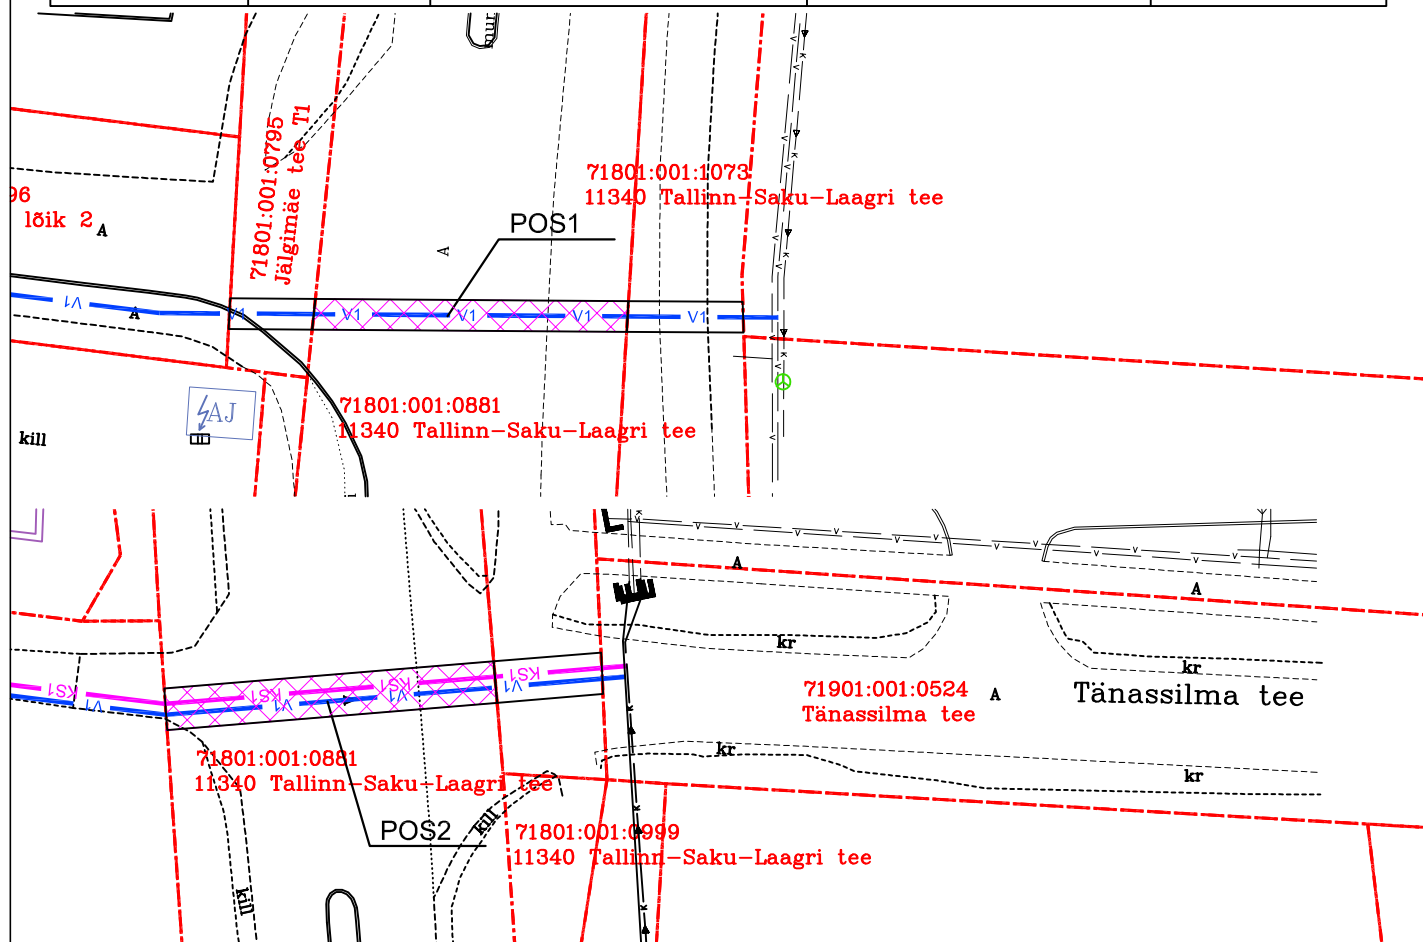 mur
71801:001:0795
Jälgimäe tee T1
71801:001:1073
11340 Tallinn-Saku-Laagri tee
96
lõik 2
A
POS1
A
V1
A
V1
V1
V1
V1
V1
71801:001:0881
11340 Tallinn-Saku-Laagri tee
AJ
kill
A
A
kr
kr
KS1
KS1
KS1
KS1
V1
V1
V1
V1
71901:001:0524
Tänassilma tee
A
Tänassilma tee
kr
kr
71801:001:0881
11340 Tallinn-Saku-Laagri tee
POS2
kill
71801:001:0999
11340 Tallinn-Saku-Laagri tee
kill